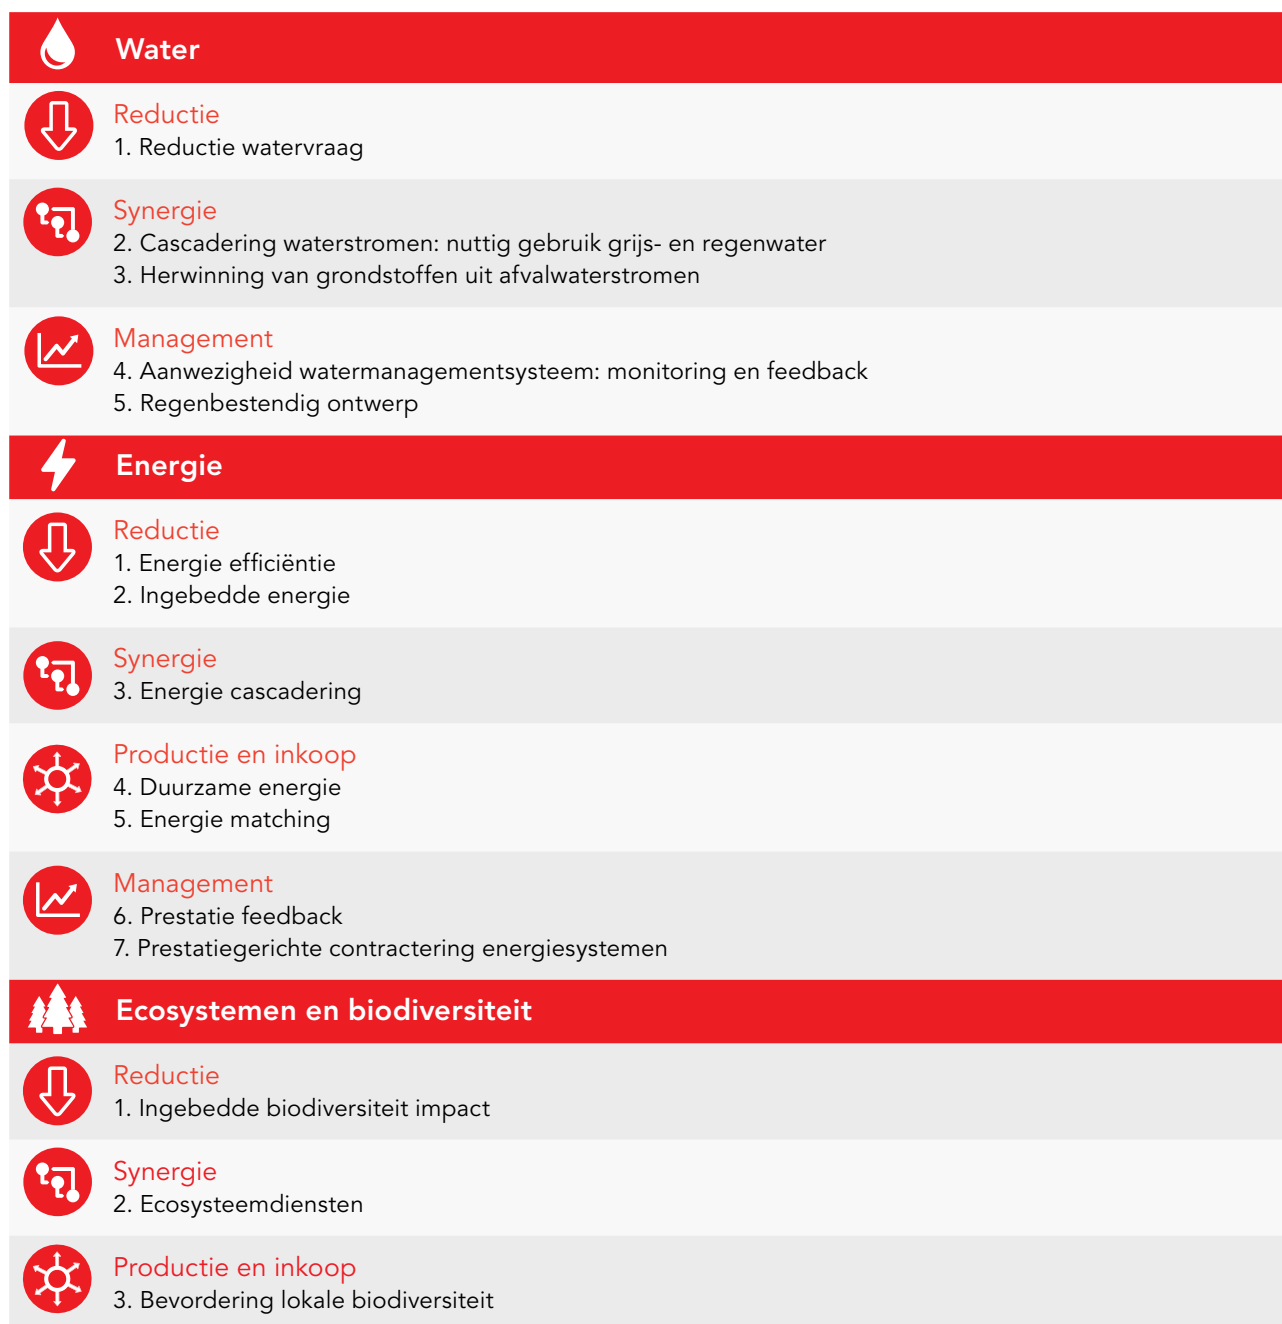 Water
Reductie
1. Reductie watervraag
Synergie
2. Cascadering waterstromen: nuttig gebruik grijs- en regenwater
3. Herwinning van grondstoffen uit afvalwaterstromen
Management
4. Aanwezigheid watermanagementsysteem: monitoring en feedback
5. Regenbestendig ontwerp
Energie
Reductie
1. Energie efficiëntie
2. Ingebedde energie
Synergie
3. Energie cascadering
Productie en inkoop
4. Duurzame energie
5. Energie matching
Management
6. Prestatie feedback
7. Prestatiegerichte contractering energiesystemen
Ecosystemen en biodiversiteit
Reductie
1. Ingebedde biodiversiteit impact
Synergie
2. Ecosysteemdiensten
Productie en inkoop
3. Bevordering lokale biodiversiteit